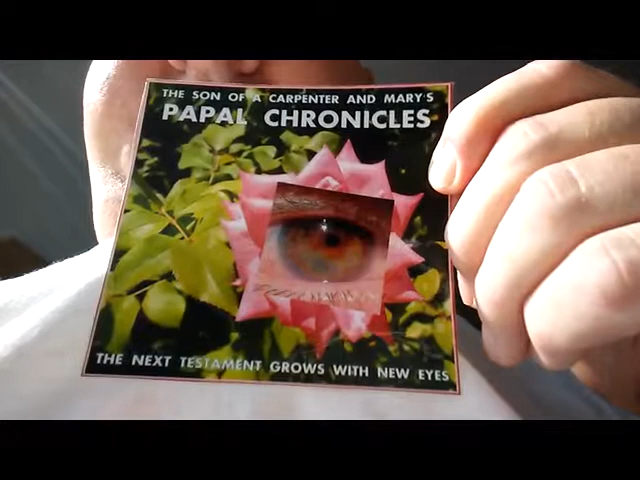 THE SON OF A CARPENTER AND MARY'S
PAPAL CHRONICLES
THE NEXT TESTAMENT GROWS WITH NEW EYES